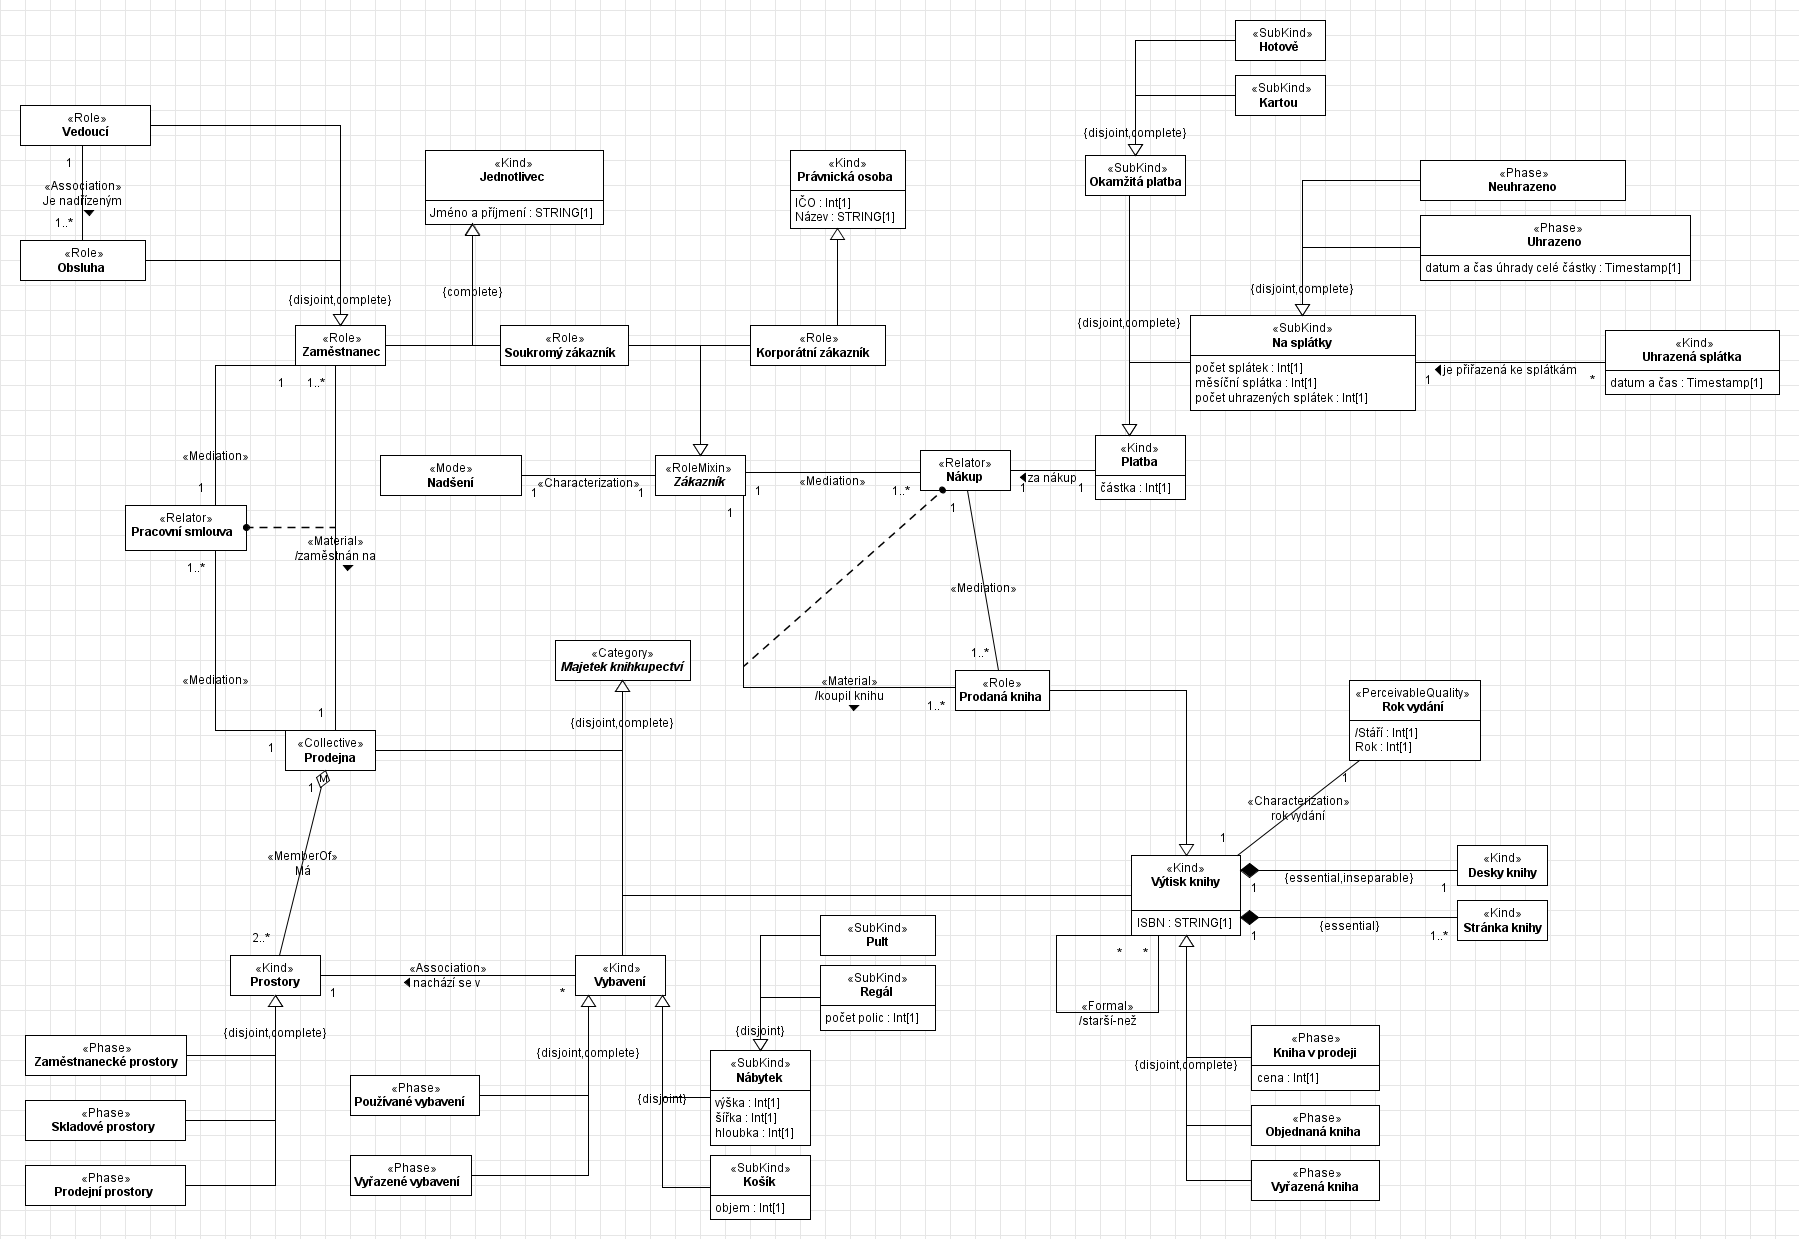 «SubKind»
Hotově
«SubKind»
Kartou
{disjoint,complete}
«SubKind»
Okamžitá platba
«Role»
Vedoucí
1
«Association»
Je nadřízeným
1..*
«Role»
Obsluha
{disjoint,complete}
«Kind»
Jednotlivec
Jméno a příjmení : STRING[1]
{complete}
«Kind»
Právnická osoba
IČO : Int[1]
Název : STRING[1]
«Phase»
Neuhrazeno
«Phase»
Uhrazeno
datum a čas úhrady celé částky : Timestamp[1]
{disjoint,complete}
{disjoint,complete}
«Role»
Zaměstnanec
«Role»
Soukromý zákazník
«Role»
Korporátní zákazník
«SubKind»
Na splátky
počet splátek : Int[1]
měsíční splátka : Int[1]
počet uhrazených splátek : Int[1]
je přiřazená ke splátkám
1
*
«Kind»
Uhrazená splátka
datum a čas : Timestamp[1]
1
1..*
«Mediation»
1
«Mode»
Nadšení
«Characterization»
1
1
«RoleMixin»
Zákazník
1
1
«Mediation»
1..*
«Relator»
Nákup
1
za nákup
1
1
«Kind»
Platba
částka : Int[1]
«Relator»
Pracovní smlouva
1..*
«Material»
/zaměstnán na
«Mediation»
1..*
«Category»
Majetek knihkupectví
{disjoint,complete}
«Mediation»
1
1
«Material»
/koupil knihu
1..*
«Role»
Prodaná kniha
«PerceivableQuality»
Rok vydání
/Stáří : Int[1]
Rok : Int[1]
1
«Characterization»
rok vydání
1
«Collective»
Prodejna
M
1
«MemberOf»
Má
2..*
«Kind»
Výtisk knihy
ISBN : STRING[1]
{essential,inseparable}
1
1
«Kind»
Desky knihy
{essential}
1
1..*
«Kind»
Stránka knihy
*
*
«Formal»
/starší-než
«Kind»
Prostory
1
«Association»
nachází se v
*
«Kind»
Vybavení
«SubKind»
Pult
«SubKind»
Regál
počet polic : Int[1]
{disjoint}
{disjoint,complete}
«Phase»
Zaměstnanecké prostory
«Phase»
Skladové prostory
«Phase»
Prodejní prostory
{disjoint,complete}
«Phase»
Používané vybavení
«Phase»
Vyřazené vybavení
{disjoint}
«SubKind»
Nábytek
výška : Int[1]
šířka : Int[1]
hloubka : Int[1]
«SubKind»
Košík
objem : Int[1]
{disjoint,complete}
«Phase»
Kniha v prodeji
cena : Int[1]
«Phase»
Objednaná kniha
«Phase»
Vyřazená kniha